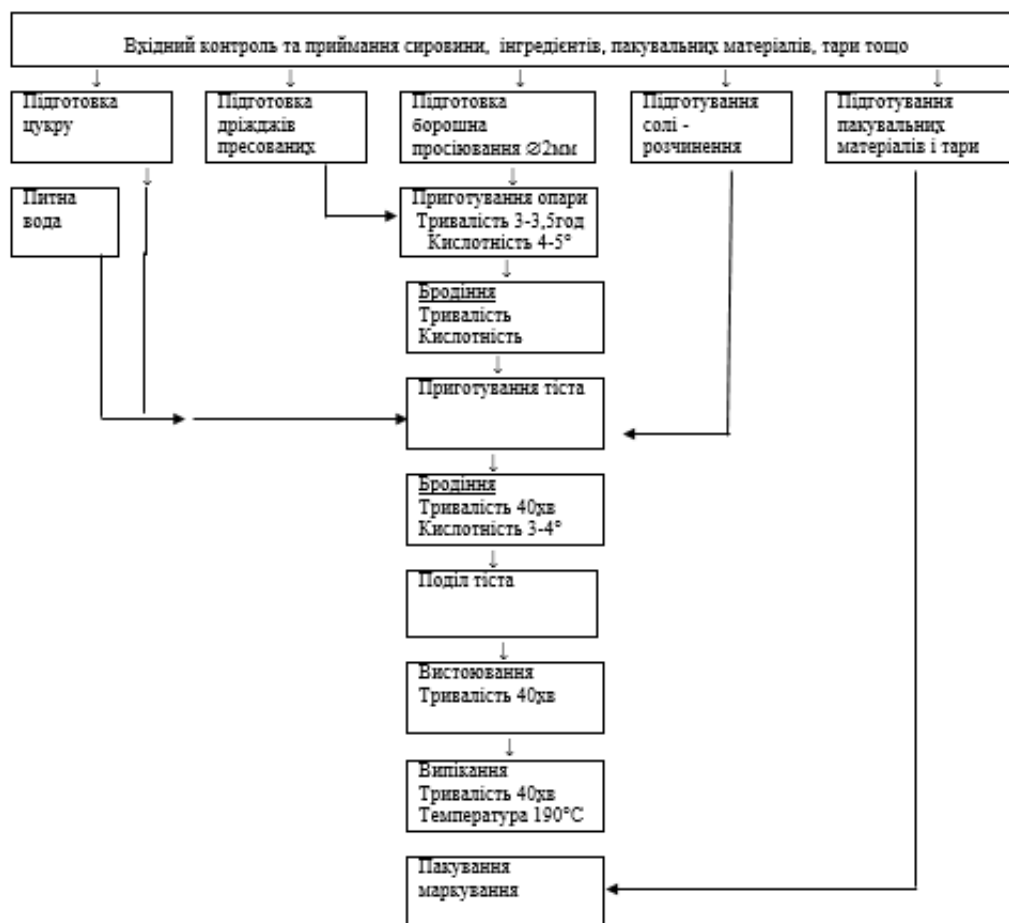 Вхідний контроль та приймання сировини, інгредієнтів, пакувальних матеріалів, тари тощо
Підготовка
цукру
Підготовка
дріжджів
пресованих
Підготовка
борошна
просіювання ∅2мм
Підготування
солі -
розчинення
Підготування
пакувальних
матеріалів і тари
Питна
вода
Приготування опари
Тривалість 3-3,5год
Кислотність 4-5°
Бродіння
Тривалість
Кислотність
Приготування тіста
Бродіння
Тривалість 40хв
Кислотність 3-4°
Поділ тіста
Вистоювання
Тривалість 40хв
Випікання
Тривалість 40хв
Температура 190°С
Пакування
маркування